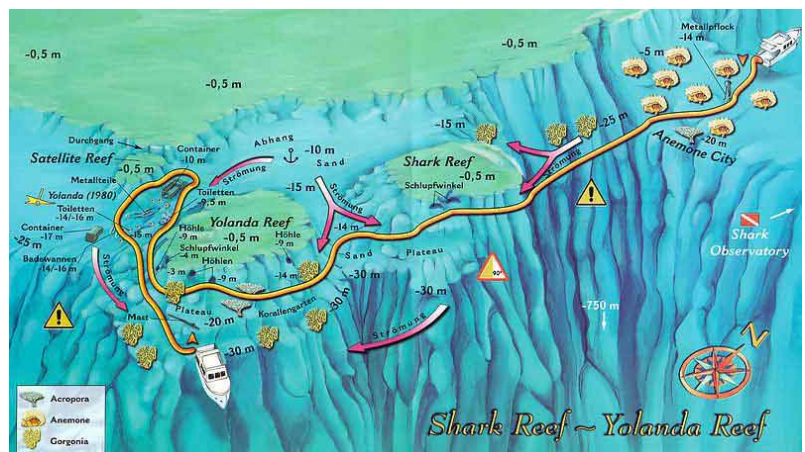 -0,5 m
-0,5 m
-0,5 m
-0,5 m
Metallpflock
-14 m
-5 m
-20 m
Anemone City
-25 m
-15 m
Strömung
Shark Reef
-0,5 m
Schlupfwinkel
Durchgang
Container
-10 m
Abhang
-10 m
Sand
Satellite Reef
-0,5 m
Strömung
-15 m
Metallteile
Yolanda (1980)
Toiletten
-14/-16 m
Toiletten
-9,5 m
Container
-17 m
-15 m
-25 m
Badewannen
-14/-16 m
Yolanda Reef
-0,5 m
Höhle
-9 m
Höhle
-9 m
Schlupfwinkel
-4 m
Höhlen
-3 m
-9 m
-14 m
-14 m
Sand
Plateau
-30 m
-30 m
-30 m
Strömung
Strömung
Korallengarten
Plateau
-20 m
Mast
-30 m
90°
Shark
Observatory
-750 m
N
Acropora
Anemone
Gorgonia
Shark Reef ~ Yolanda Reef